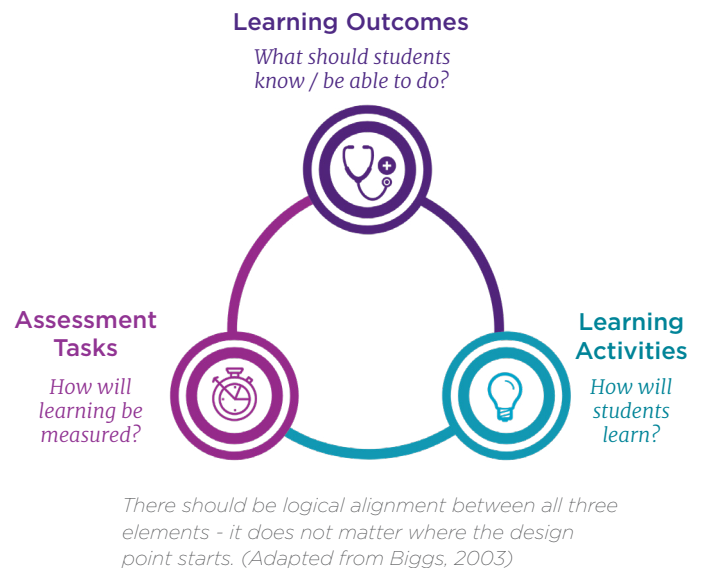 Learning Outcomes
What should students
know / be able to do?
Assessment
Tasks
How will
learning be
measured?
Learning
Activities
How will
students
learn?
There should be logical alignment between all three
elements - it does not matter where the design
point starts. (Adapted from Biggs, 2003)